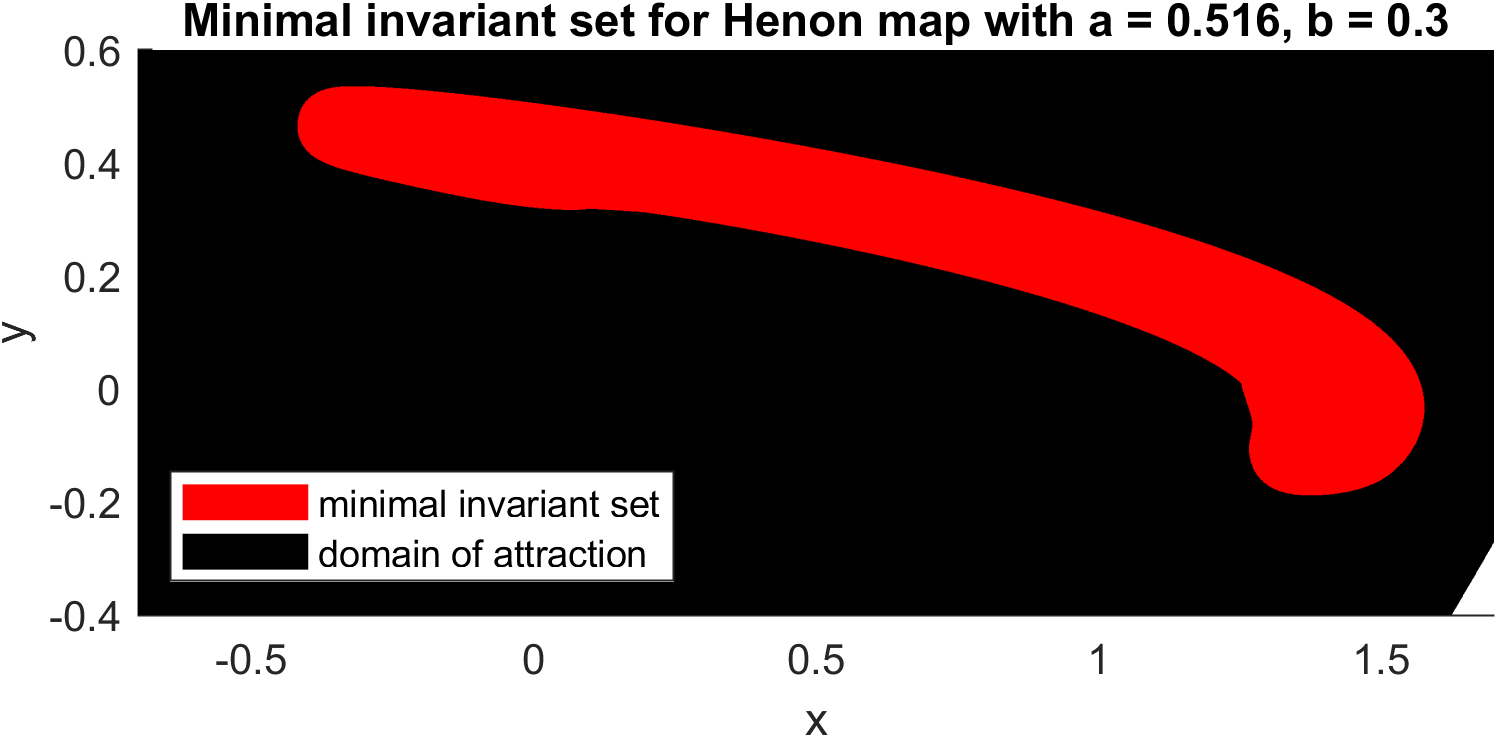 Minimal invariant set for Henon map with a = 0.516, b = 0.3
0.6
0.4
0.2
0
-0.2
-0.4
y
minimal invariant set
domain of attraction
-0.5 0 0.5 1 1.5
x